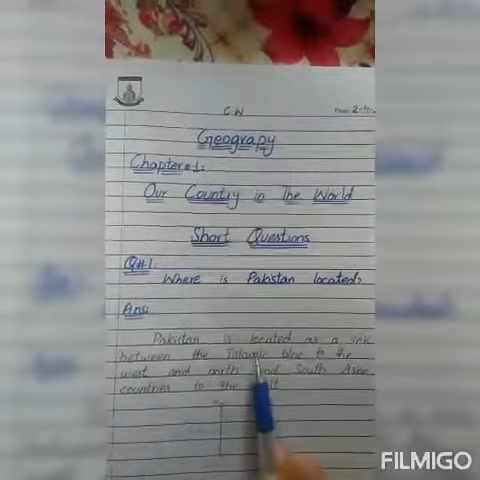 C W
Geograpy
Chapter#1:
Our Country in The World
Short Questions
Q#1:
Where is Pakistan located?
Ans:
Pakistan is located as a link
between the Islamic bloc to the
west and north and South Asian
countries to the
FILMIGO